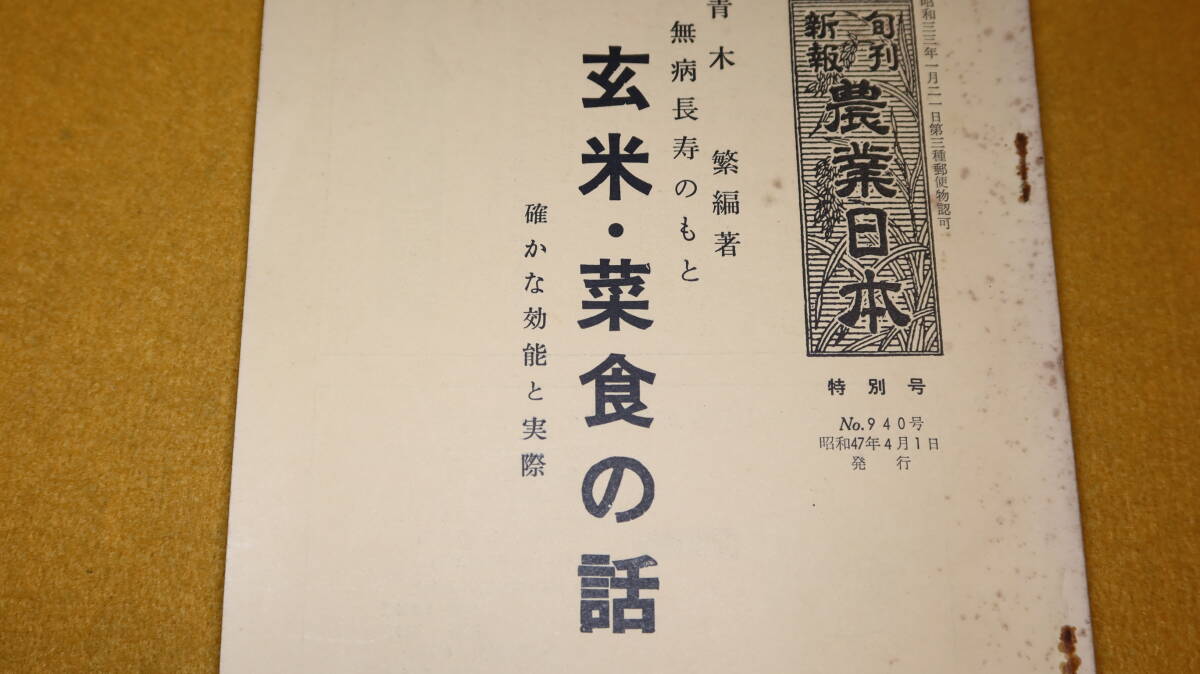 昭和三三年一月二一日第三種郵便物認可
旬刊
新報
農業日本
特別号
No.940号
昭和47年4月1日
発行
青木 繁編著
無病長寿のもと
玄米・菜食の話
確かな効能と実際